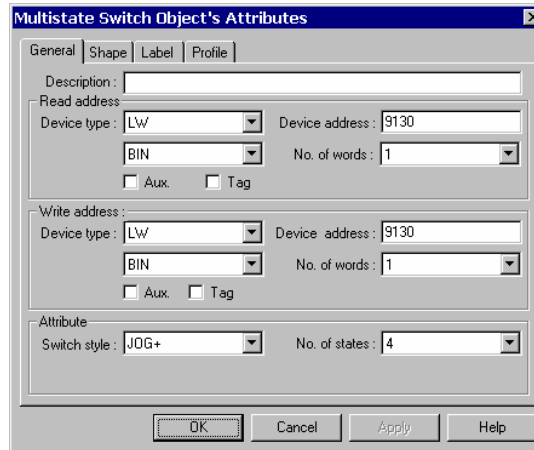 Multistate Switch Object's Attributes
General Shape Label Profile
Description :
Read address
Device type : LW Device address : 9130
BIN No. of words : 1
Aux. Tag
Write address :
Device type : LW Device address : 9130
BIN No. of words : 1
Aux. Tag
Attribute
Switch style : JOG+ No. of states : 4
OK Cancel Apply Help